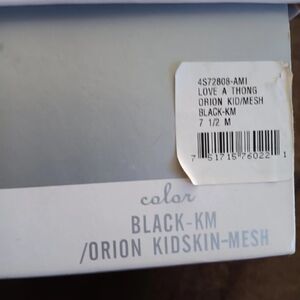 4S72808-AM1
LOVE A THONG
ORION KID/MESH
BLACK-KM
7 1/2 M
7 51715 76022 1
color
BLACK-KM
/ORION KIDSKIN-MESH